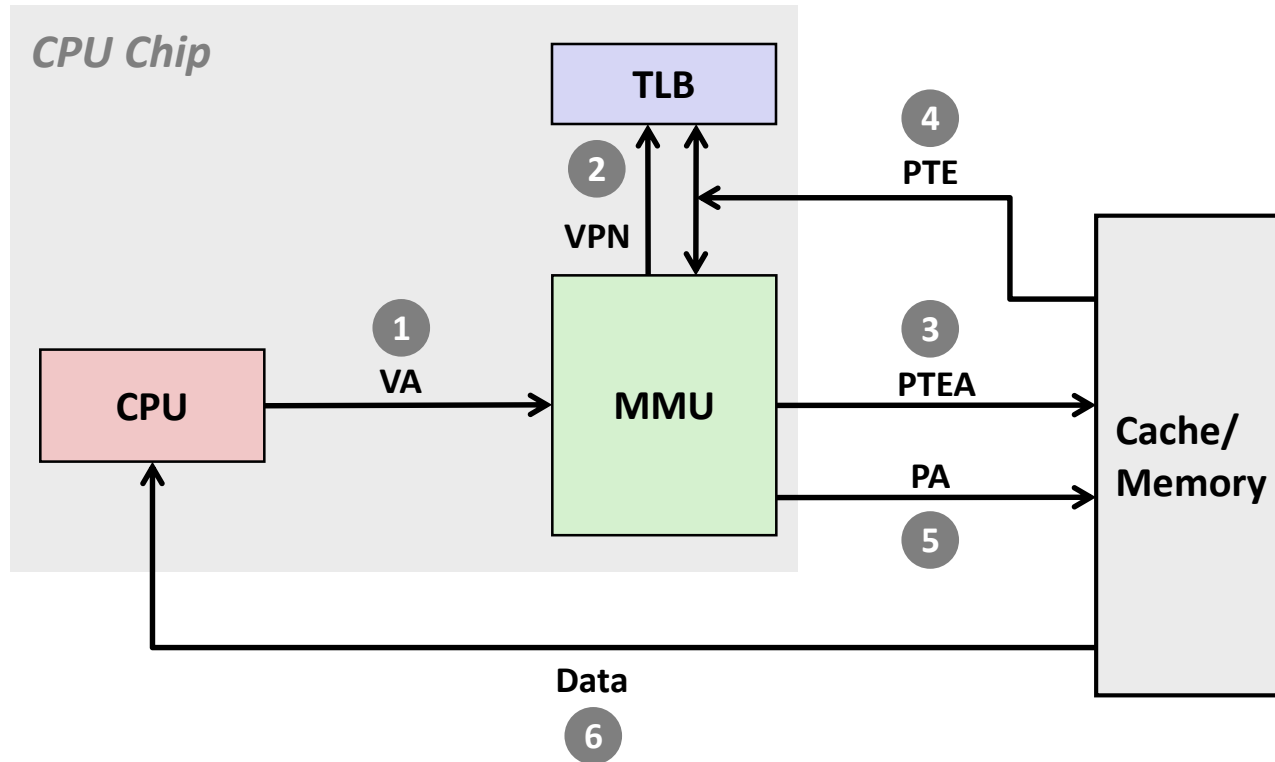 CPU Chip
TLB
4
2
PTE
VPN
1
3
VA
PTEA
CPU
MMU
Cache/
Memory
PA
5
Data
6